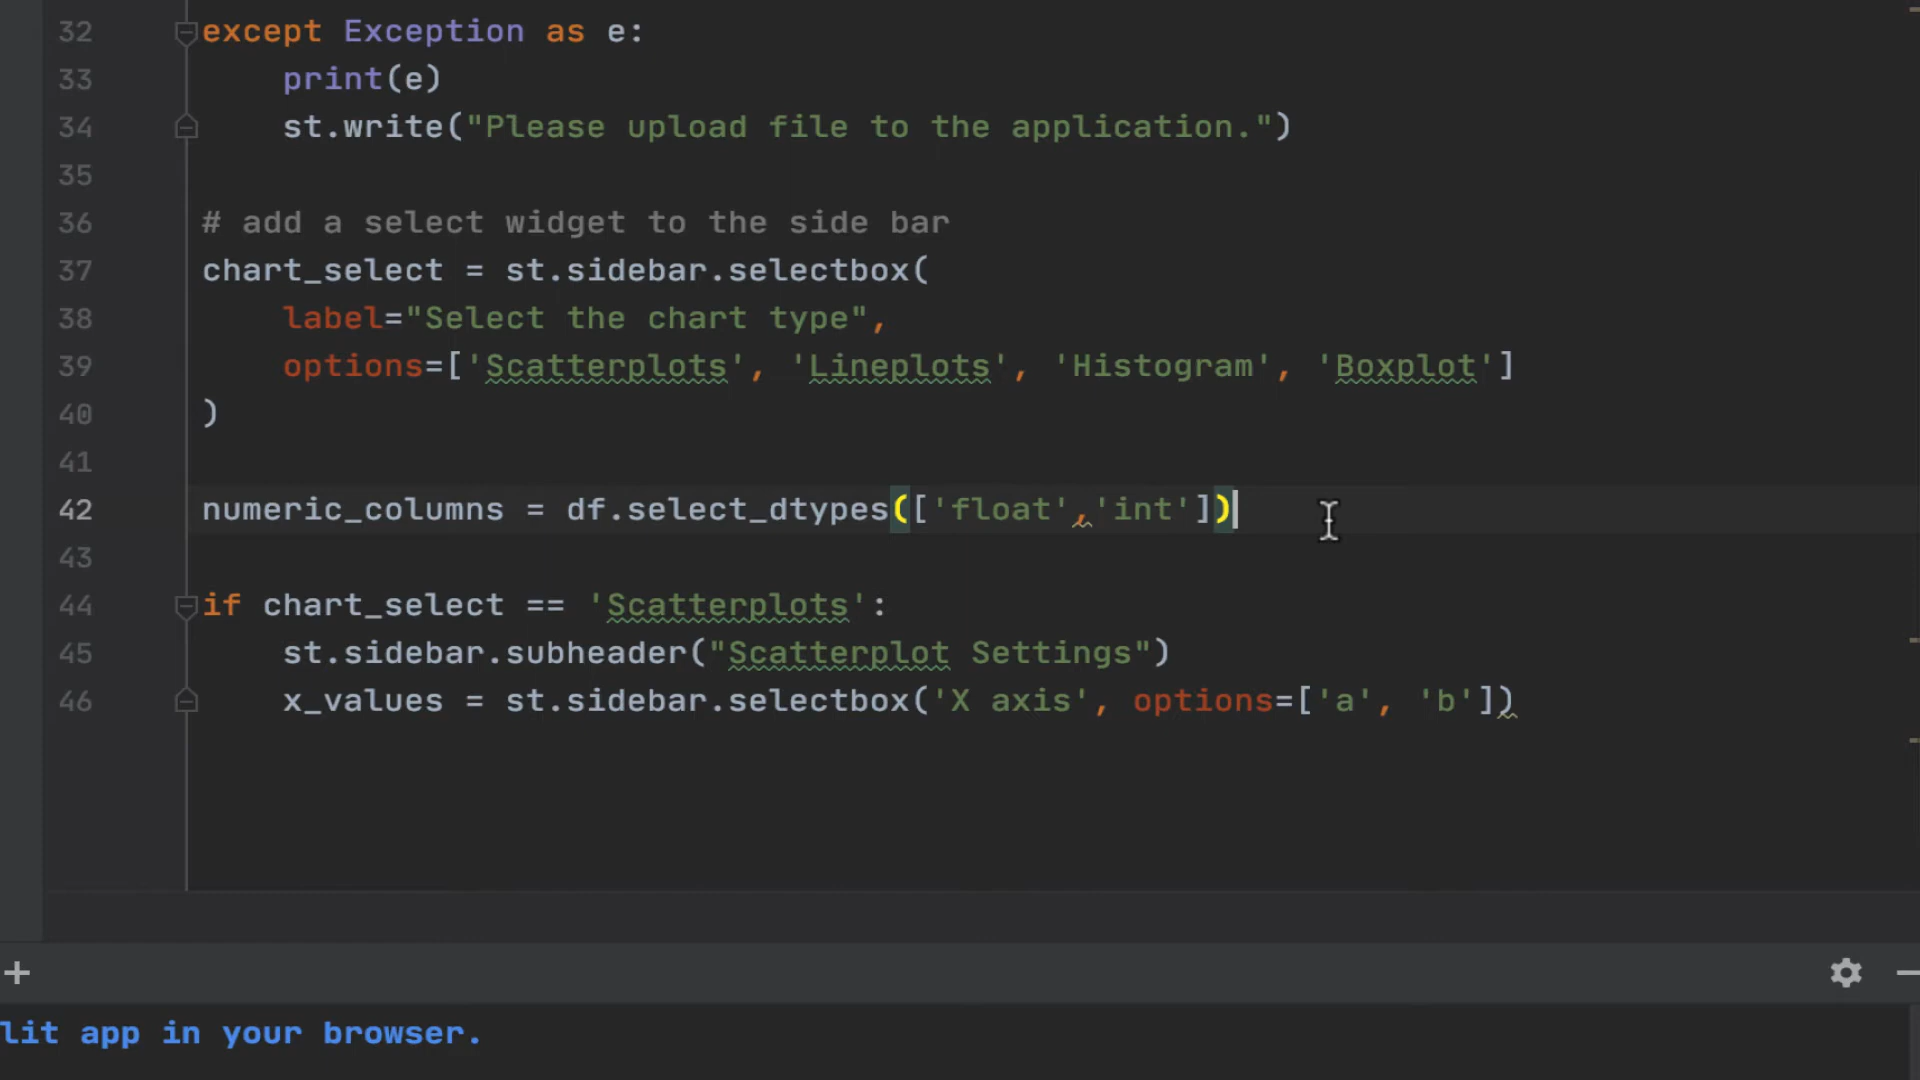 32 except Exception as e:
33 print(e)
34 st.write("Please upload file to the application.")
35
36 # add a select widget to the side bar
37 chart_select = st.sidebar.selectbox(
38 label="Select the chart type",
39 options=['Scatterplots', 'Lineplots', 'Histogram', 'Boxplot']
40 )
41
42 numeric_columns = df.select_dtypes(['float','int'])
43
44 if chart_select == 'Scatterplots':
45 st.sidebar.subheader("Scatterplot Settings")
46 x_values = st.sidebar.selectbox('X axis', options=['a', 'b'])
lit app in your browser.